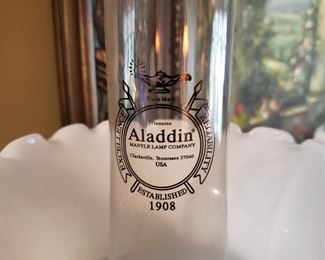 Trade Mark
Genuine
Aladdin®
MANTLE LAMP COMPANY
Clarksville, Tennessee 37040
USA
EXCELLENCE
RELIABILITY
ESTABLISHED
1908